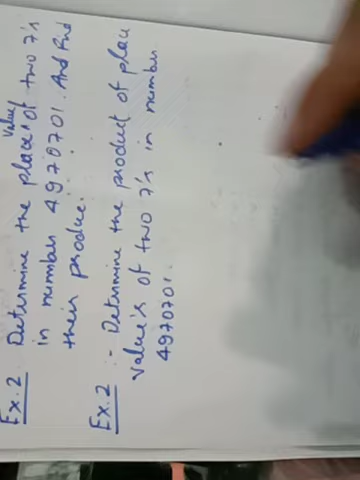 Ex. 2 Determine the place value of two 7's
in number 4970701. And find
their produce.
Ex. 2 :- Determine the product of place
value's of two 7's in number
4970701.